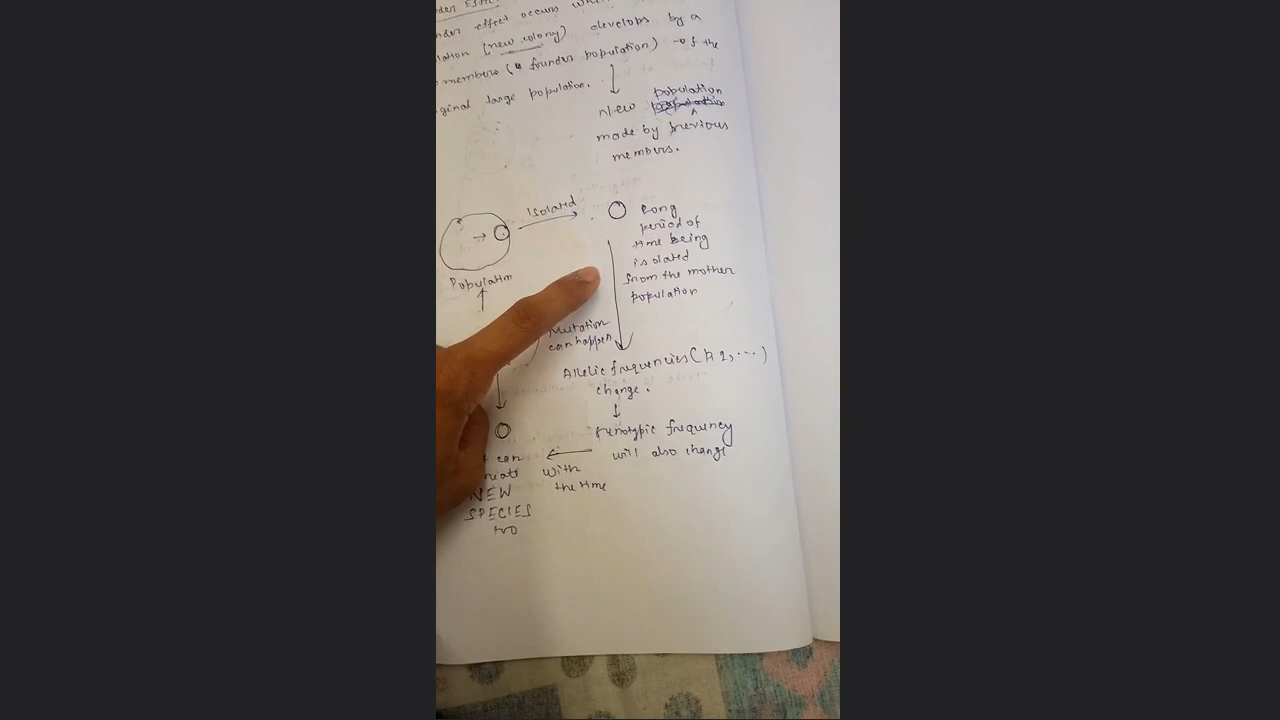 effect occurs
(new colony) develops by a
members ( founder population) of the
large population.
New population
made by previous
members.
Isolated
Long
period of
time being
isolated
from the mother
population
Population
Mutation
can happen
Allelic frequencies (
change.
frequency
will also change
with
the time
can
NEW
SPECIES